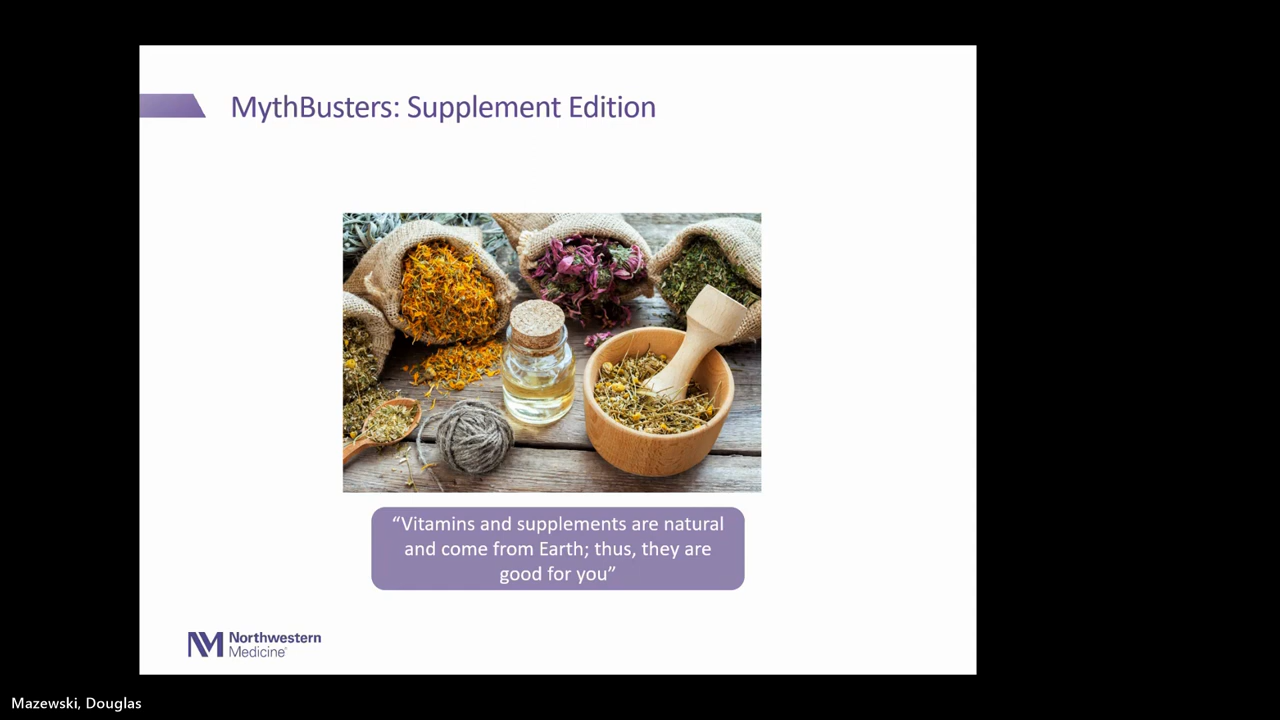 MythBusters: Supplement Edition
“Vitamins and supplements are natural
and come from Earth; thus, they are
good for you”
Northwestern
Medicine®
Mazewski, Douglas